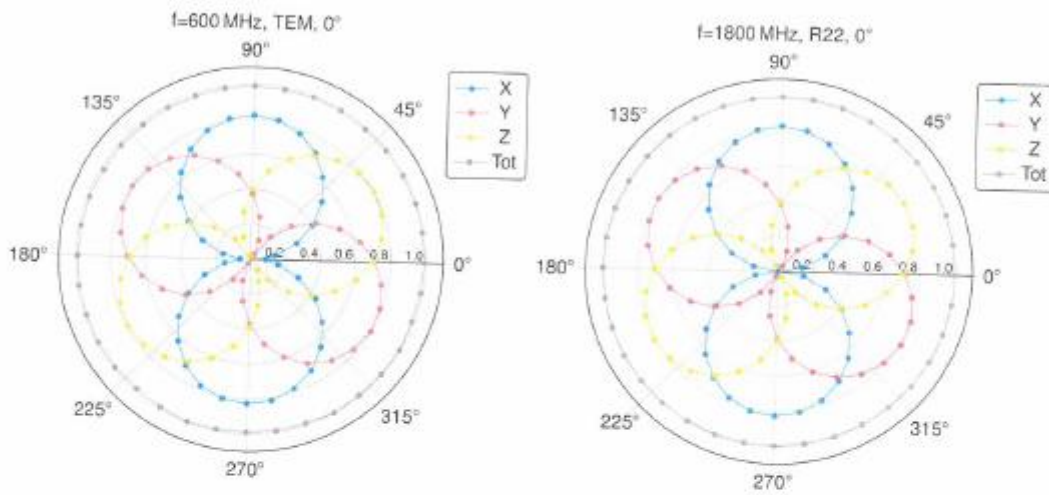 f=600 MHz, TEM, 0°
90°
135°
45°
X
Y
Z
Tot
180°
0.2 0.4 0.6 0.8 1.0
0°
225°
315°
270°
f=1800 MHz, R22, 0°
90°
135°
45°
X
Y
Z
Tot
180°
0.2 0.4 0.6 0.8 1.0
0°
225°
315°
270°